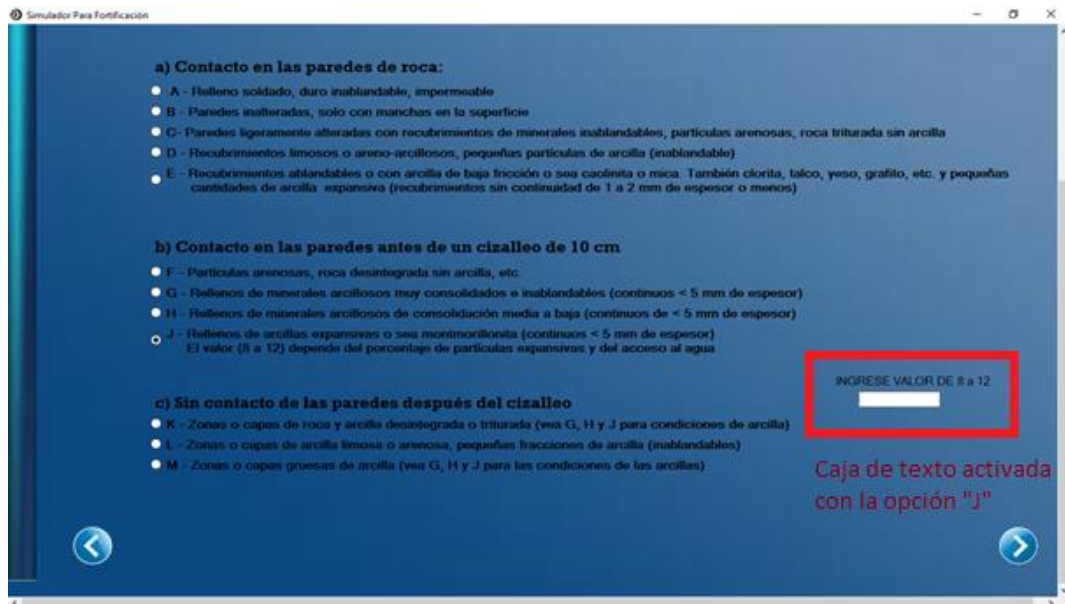 Simulador Para Fortificación
a) Contacto en las paredes de roca:
A - Relleno soldado, duro inablandable, impermeable
B - Paredes inalteradas, solo con manchas en la superficie
C- Paredes ligeramente alteradas con recubrimientos de minerales inablandables, partículas arenosas, roca triturada sin arcilla
D - Recubrimientos limosos o areno-arcillosos, pequeñas partículas de arcilla (inablandable)
E - Recubrimientos ablandables o con arcilla de baja fricción o sea caolinita o mica. También clorita, talco, yeso, grafito, etc. y pequeñas
cantidades de arcilla expansiva (recubrimientos sin continuidad de 1 a 2 mm de espesor o menos)
b) Contacto en las paredes antes de un cizalleo de 10 cm
F - Partículas arenosas, roca desintegrada sin arcilla, etc.
G - Rellenos de minerales arcillosos muy consolidados e inablandables (continuos < 5 mm de espesor)
H - Rellenos de minerales arcillosos de consolidación media a baja (continuos de < 5 mm de espesor)
J - Rellenos de arcillas expansivas o sea montmorillonita (continuos < 5 mm de espesor)
El valor (8 a 12) depende del porcentaje de partículas expansivas y del acceso al agua
INGRESE VALOR DE 8 a 12
c) Sin contacto de las paredes después del cizalleo
K - Zonas o capas de roca y arcilla desintegrada o triturada (vea G, H y J para condiciones de arcilla)
L - Zonas o capas de arcilla limosa o arenosa, pequeñas fracciones de arcilla (inablandables)
M - Zonas o capas gruesas de arcilla (vea G, H y J para las condiciones de las arcillas)
Caja de texto activada
con la opción "J"